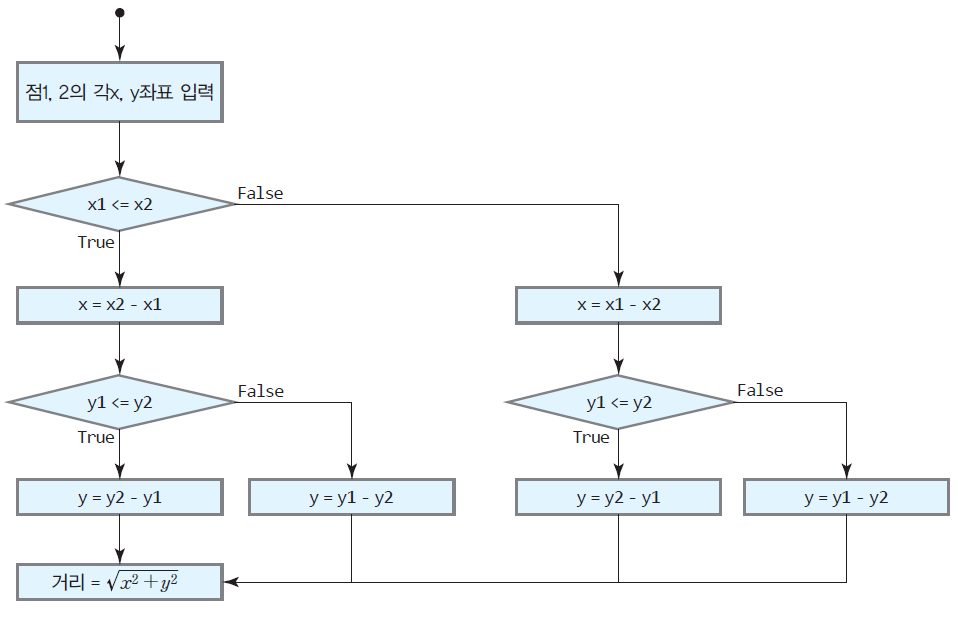 점1, 2의 각x, y좌표 입력
x1 <= x2
False
True
x = x2 - x1
x = x1 - x2
y1 <= y2
False
y1 <= y2
False
True
True
y = y2 - y1
y = y1 - y2
y = y2 - y1
y = y1 - y2
거리 = √x² + y²